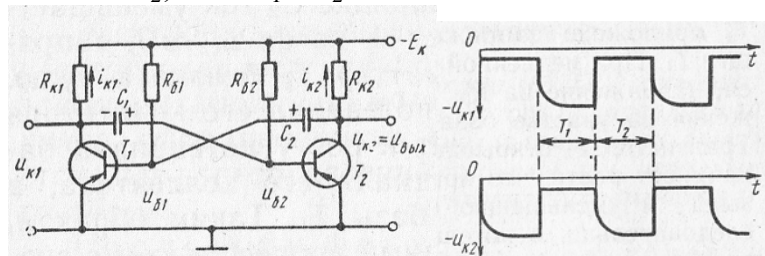 -Eк
Rк1
iк1
Rб1
Rб2
iк2
Rк2
C1
+
+
C2
uк1
T1
uб1
uб2
T2
uк2=uвых
0
t
-uк1
T1
T2
0
t
-uк2